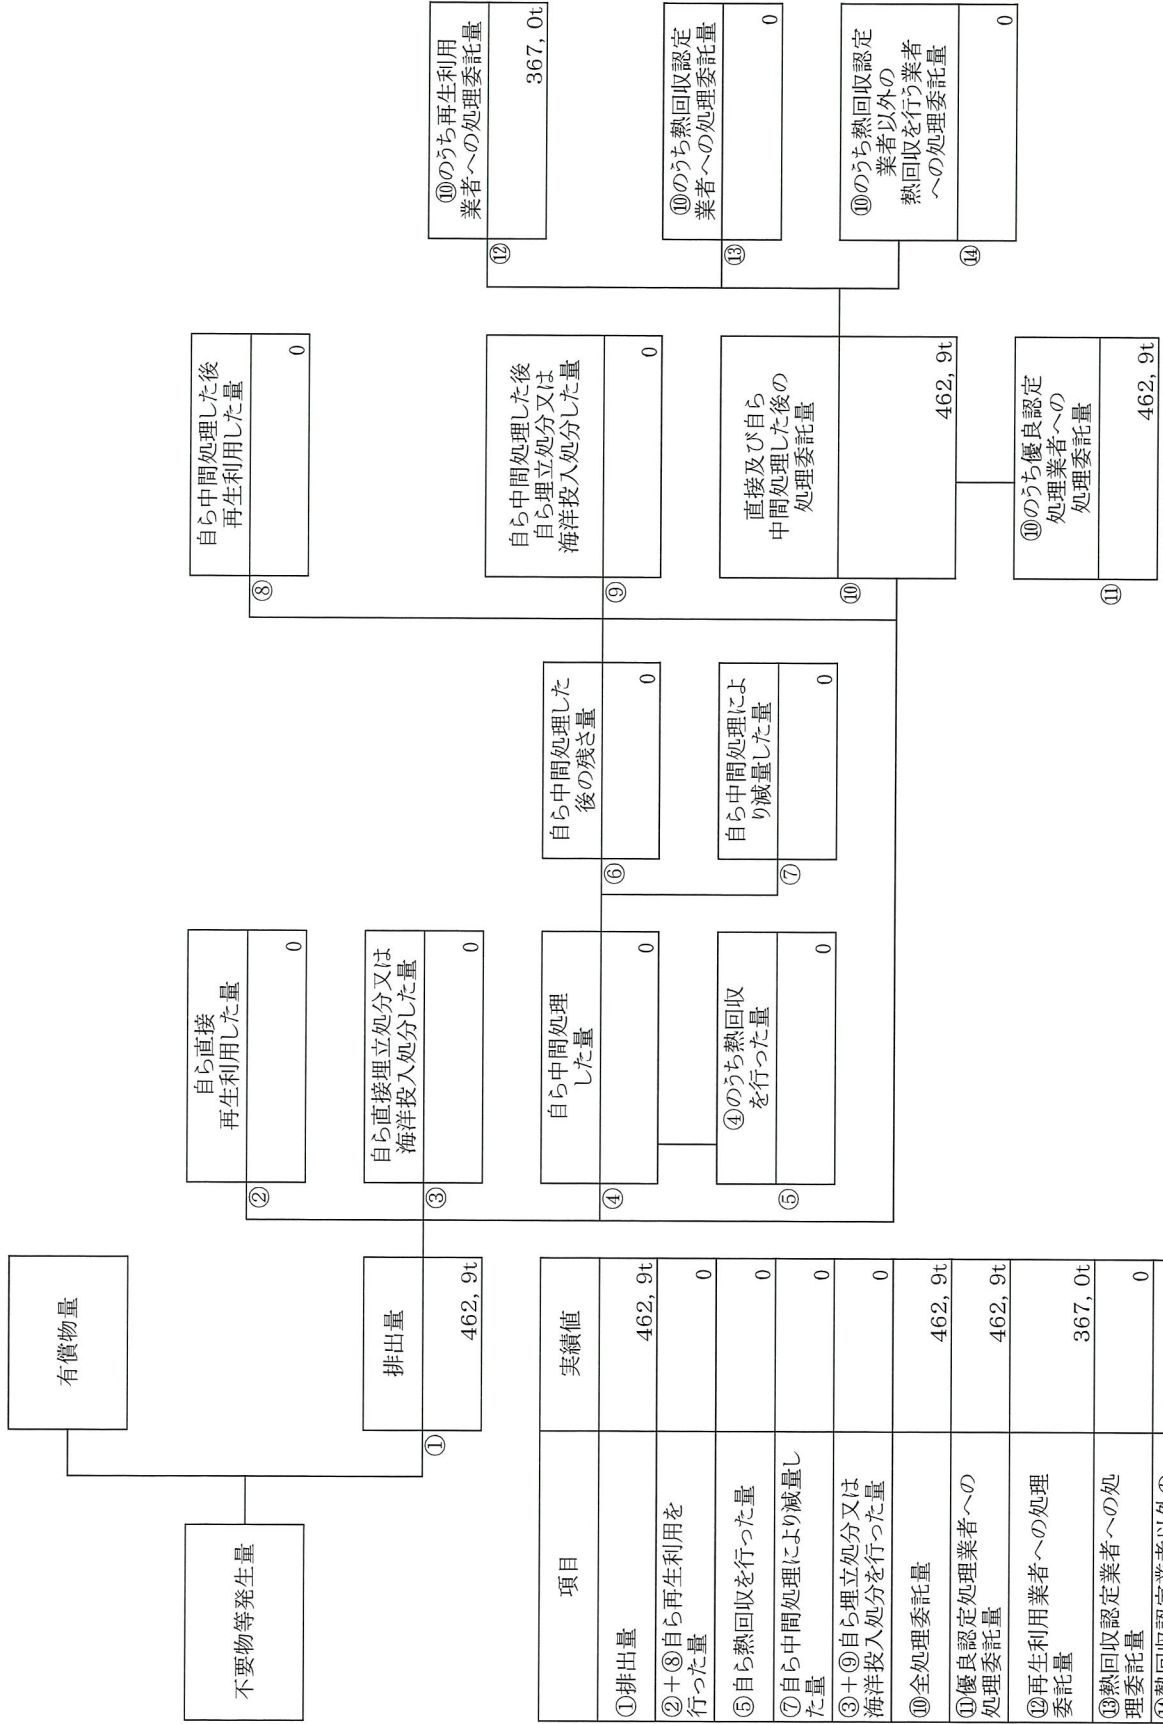 有償物量
不要物等発生量
排出量
①
462, 9t
自ら直接
再生利用した量
②
0
自ら直接埋立処分又は
海洋投入処分した量
③
0
自ら中間処理
した量
④
0
④のうち熱回収
を行った量
⑤
0
自ら中間処理した
後の残さ量
⑥
0
自ら中間処理によ
り減量した量
⑦
0
自ら中間処理した後
再生利用した量
⑧
0
自ら中間処理した後
自ら埋立処分又は
海洋投入処分した量
⑨
0
直接及び自ら
中間処理した後の
処理委託量
⑩
462, 9t
⑩のうち優良認定
処理業者への
処理委託量
⑪
462, 9t
⑩のうち再生利用
業者への処理委託量
⑫
367, 0t
⑩のうち熱回収認定
業者への処理委託量
⑬
0
⑩のうち熱回収認定
業者以外の
熱回収を行う業者
への処理委託量
⑭
0
項目
実績値
①排出量
462, 9t
②+⑧自ら再生利用を
行った量
0
⑤自ら熱回収を行った量
0
⑦自ら中間処理により減量し
た量
0
③+⑨自ら埋立処分又は
海洋投入処分を行った量
0
⑩全処理委託量
462, 9t
⑪優良認定処理業者への
処理委託量
462, 9t
⑫再生利用業者への処理
委託量
367, 0t
⑬熱回収認定業者への処
理委託量
0